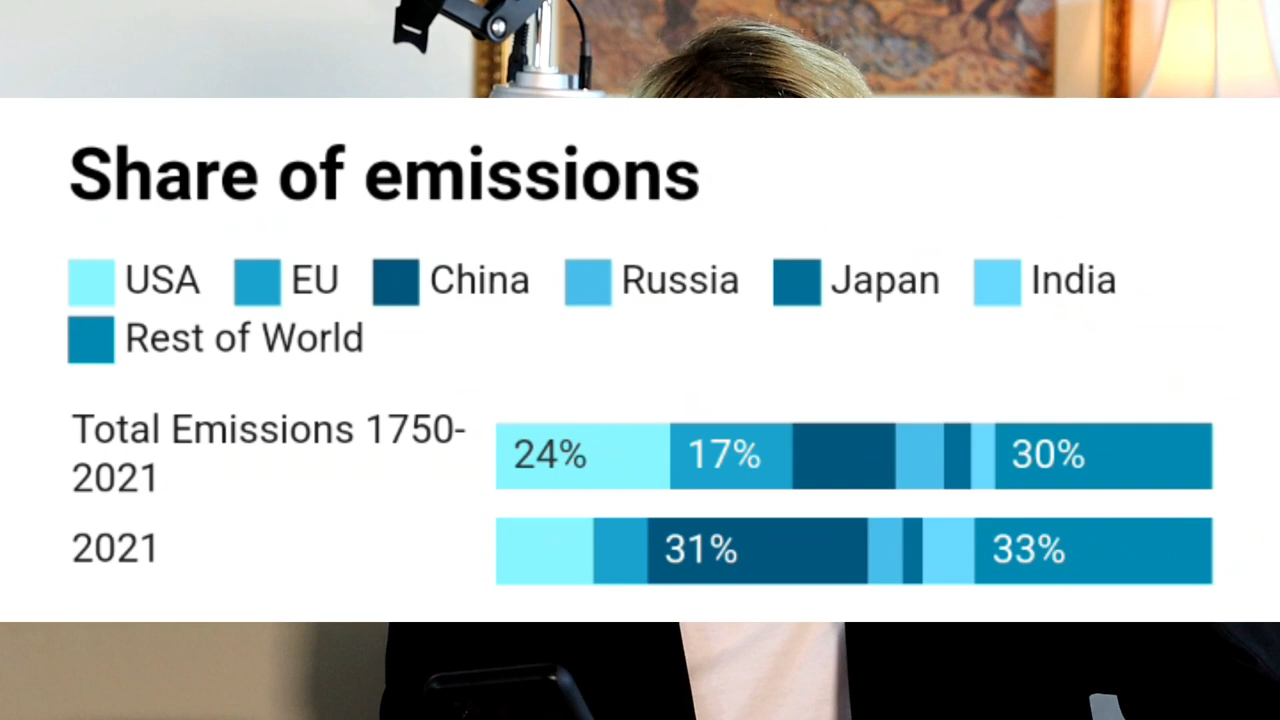 Share of emissions
USA EU China Russia Japan India
Rest of World
Total Emissions 1750-
2021
24% 17% 30%
2021
31% 33%